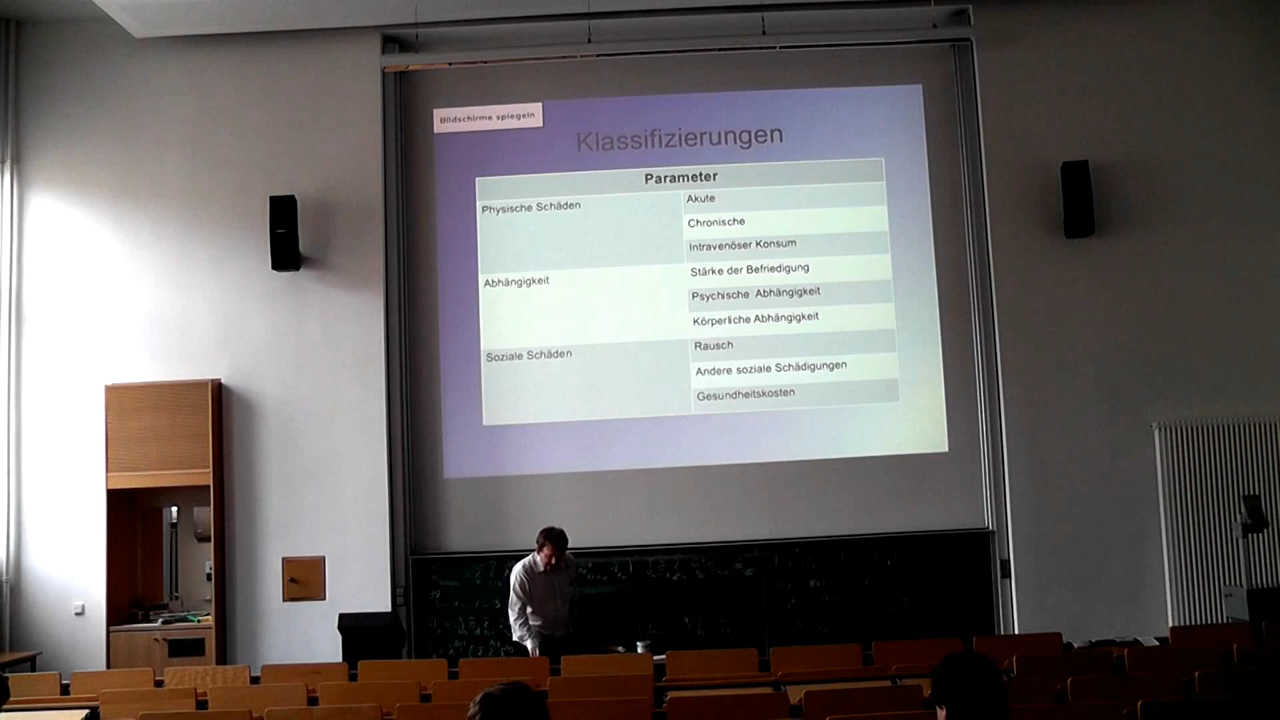 Bildschirme spiegeln
Klassifizierungen
Parameter
Physische Schäden
Akute
Chronische
Intravenöser Konsum
Abhängigkeit
Stärke der Befriedigung
Psychische Abhängigkeit
Körperliche Abhängigkeit
Soziale Schäden
Rausch
Andere soziale Schädigungen
Gesundheitskosten